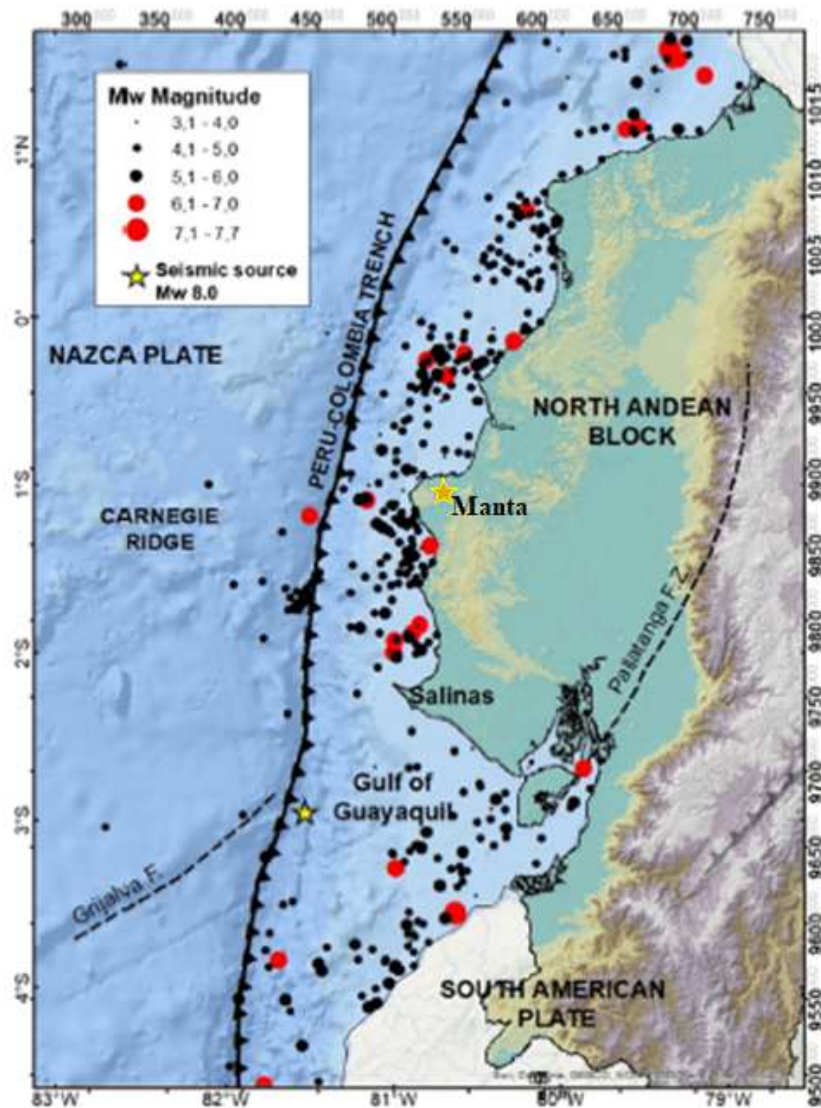 300 350 400 450 500 550 600 650 700 750
Mw Magnitude
3,1 - 4,0
4,1 - 5,0
5,1 - 6,0
6,1 - 7,0
7,1 - 7,7
Seismic source
Mw 8.0
PERU-COLOMBIA TRENCH
NAZCA PLATE
NORTH ANDEAN
BLOCK
Manta
CARNEGIE
RIDGE
Pallatanga F.Z.
Salinas
Gulf of
Guayaquil
Grijalva F.
SOUTH AMERICAN
PLATE
1°N
0°
1°S
2°S
3°S
4°S
1015
1010
1005
1000
9950
9900
9850
9800
9750
9700
9650
9600
9550
9500
83°W 82°W 81°W 80°W 79°W